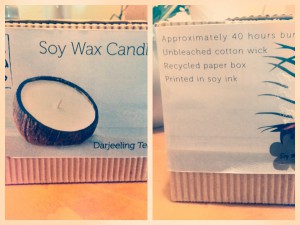 Soy Wax Candl
Darjeeling Te
Approximately 40 hours bur
Unbleached cotton wick
Recycled paper box
Printed in soy ink